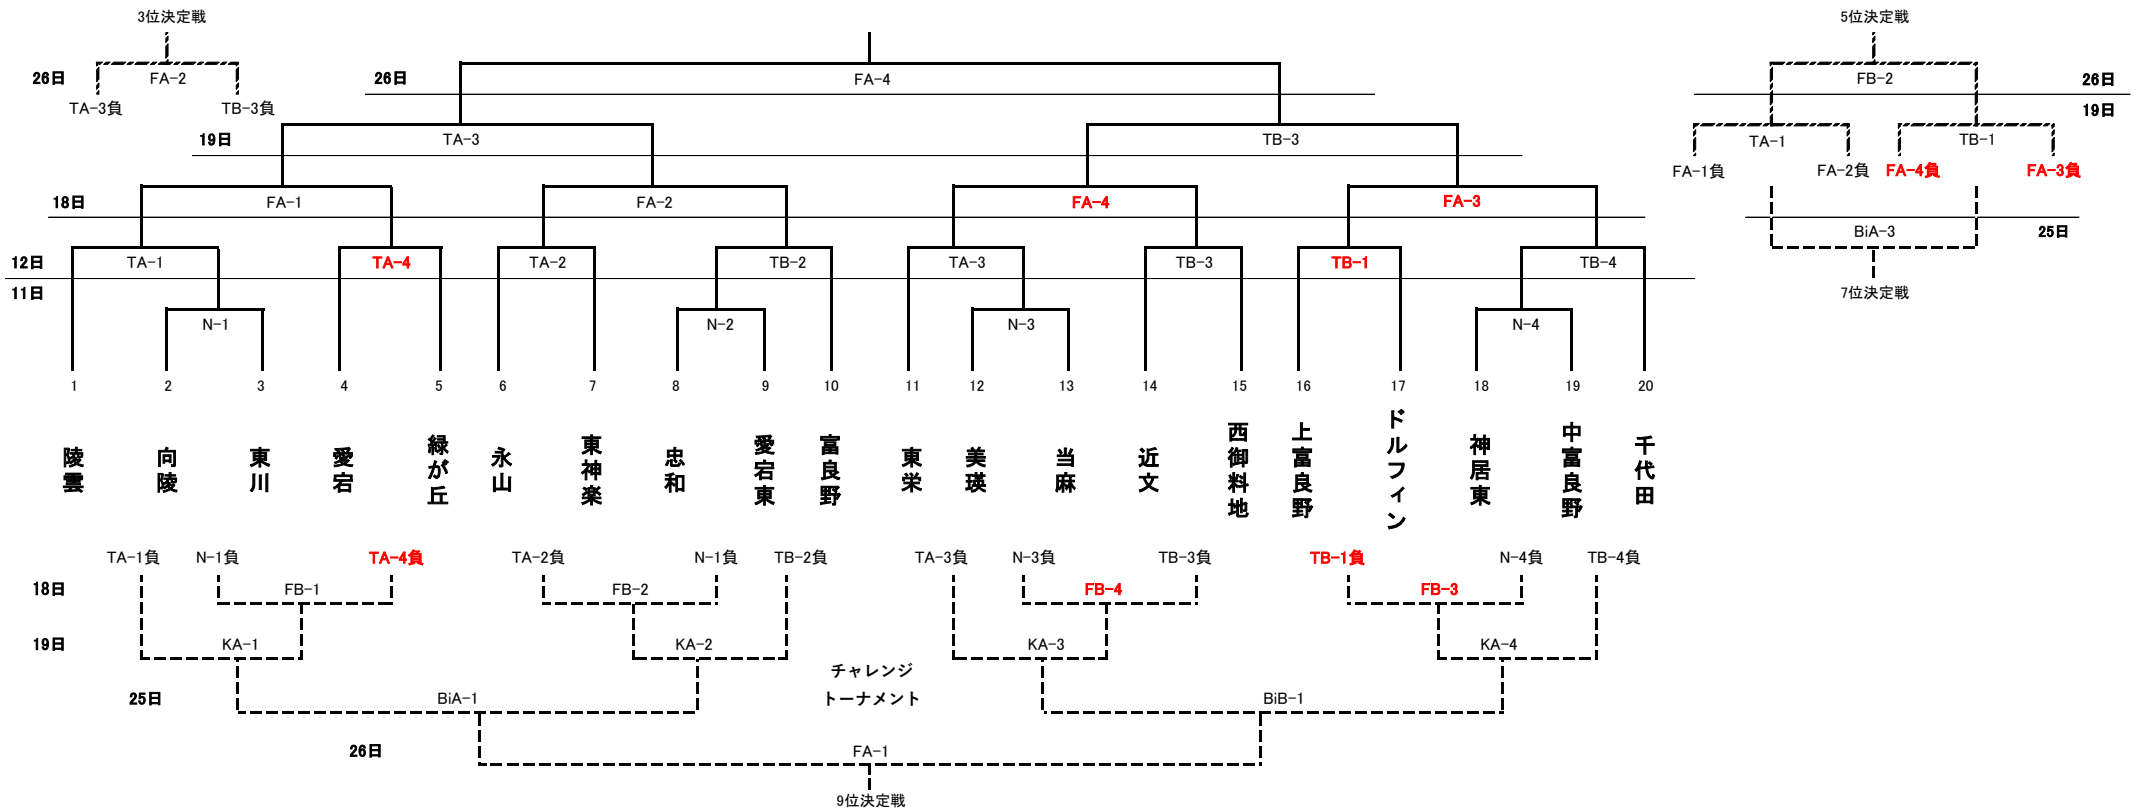 3位決定戦
5位決定戦
26日 FA-2 26日 FA-4 FB-2 26日
TA-3負 TB-3負 19日
19日 TA-3 TB-3 TA-1 TB-1
FA-1負 FA-2負 FA-4負 FA-3負
18日 FA-1 FA-2 FA-4 FA-3
BiA-3 25日
12日 TA-1 TA-4 TA-2 TB-2 TA-3 TB-3 TB-1 TB-4
11日 7位決定戦
N-1 N-2 N-3 N-4
1 2 3 4 5 6 7 8 9 10 11 12 13 14 15 16 17 18 19 20
陵雲
向陵
東川
愛宕
緑が丘
永山
東神楽
忠和
愛宕東
富良野
東栄
美瑛
当麻
近文
西御料地
上富良野
ドルフィン
神居東
中富良野
千代田
TA-1負 N-1負 TA-4負 TA-2負 N-1負 TB-2負 TA-3負 N-3負 TB-3負 TB-1負 N-4負 TB-4負
18日 FB-1 FB-2 FB-4 FB-3
19日 KA-1 KA-2 KA-3 KA-4
チャレンジ
25日 BiA-1 トーナメント BiB-1
26日 FA-1
9位決定戦